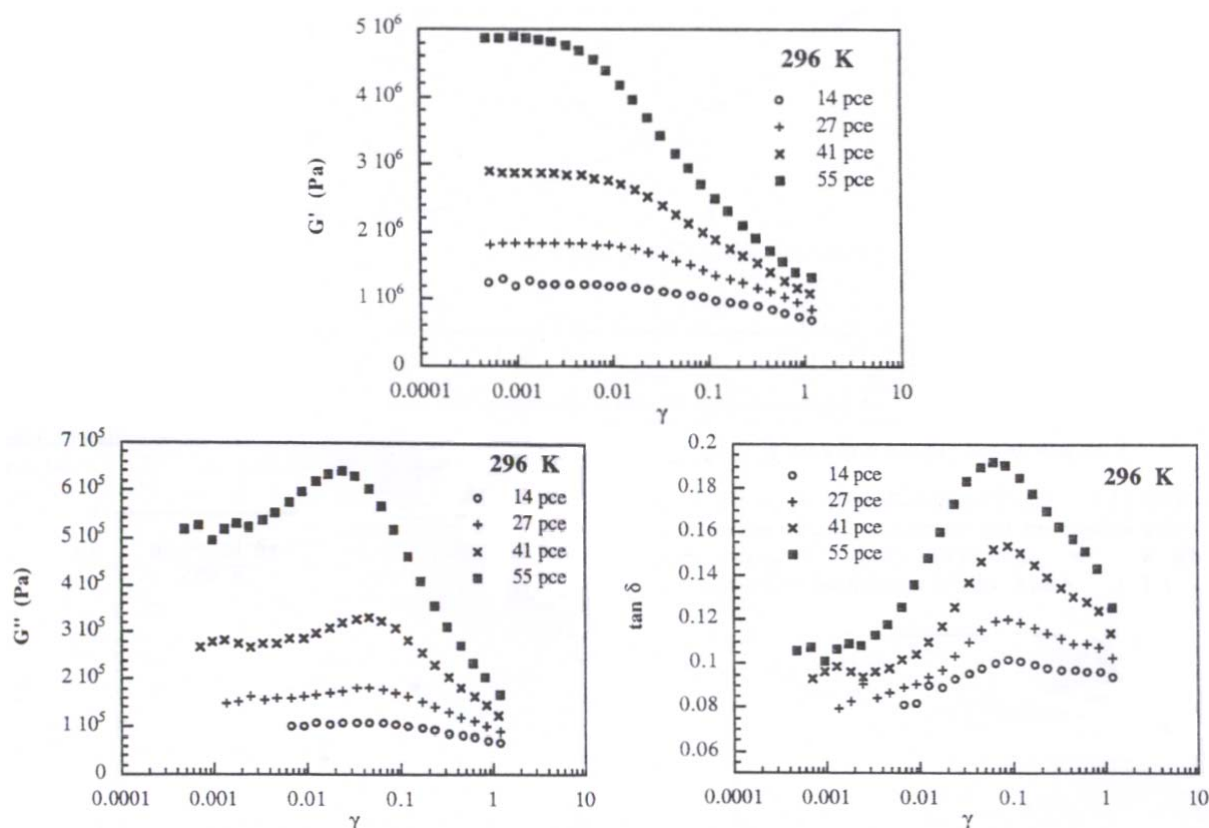 5 10⁶
4 10⁶
3 10⁶
2 10⁶
1 10⁶
0
G' (Pa)
296 K
14 pce
27 pce
41 pce
55 pce
0.0001 0.001 0.01 0.1 1 10
γ
7 10⁵
6 10⁵
5 10⁵
4 10⁵
3 10⁵
2 10⁵
1 10⁵
0
G'' (Pa)
296 K
14 pce
27 pce
41 pce
55 pce
0.0001 0.001 0.01 0.1 1 10
γ
0.2
0.18
0.16
0.14
0.12
0.1
0.08
0.06
tan δ
296 K
14 pce
27 pce
41 pce
55 pce
0.0001 0.001 0.01 0.1 1 10
γ